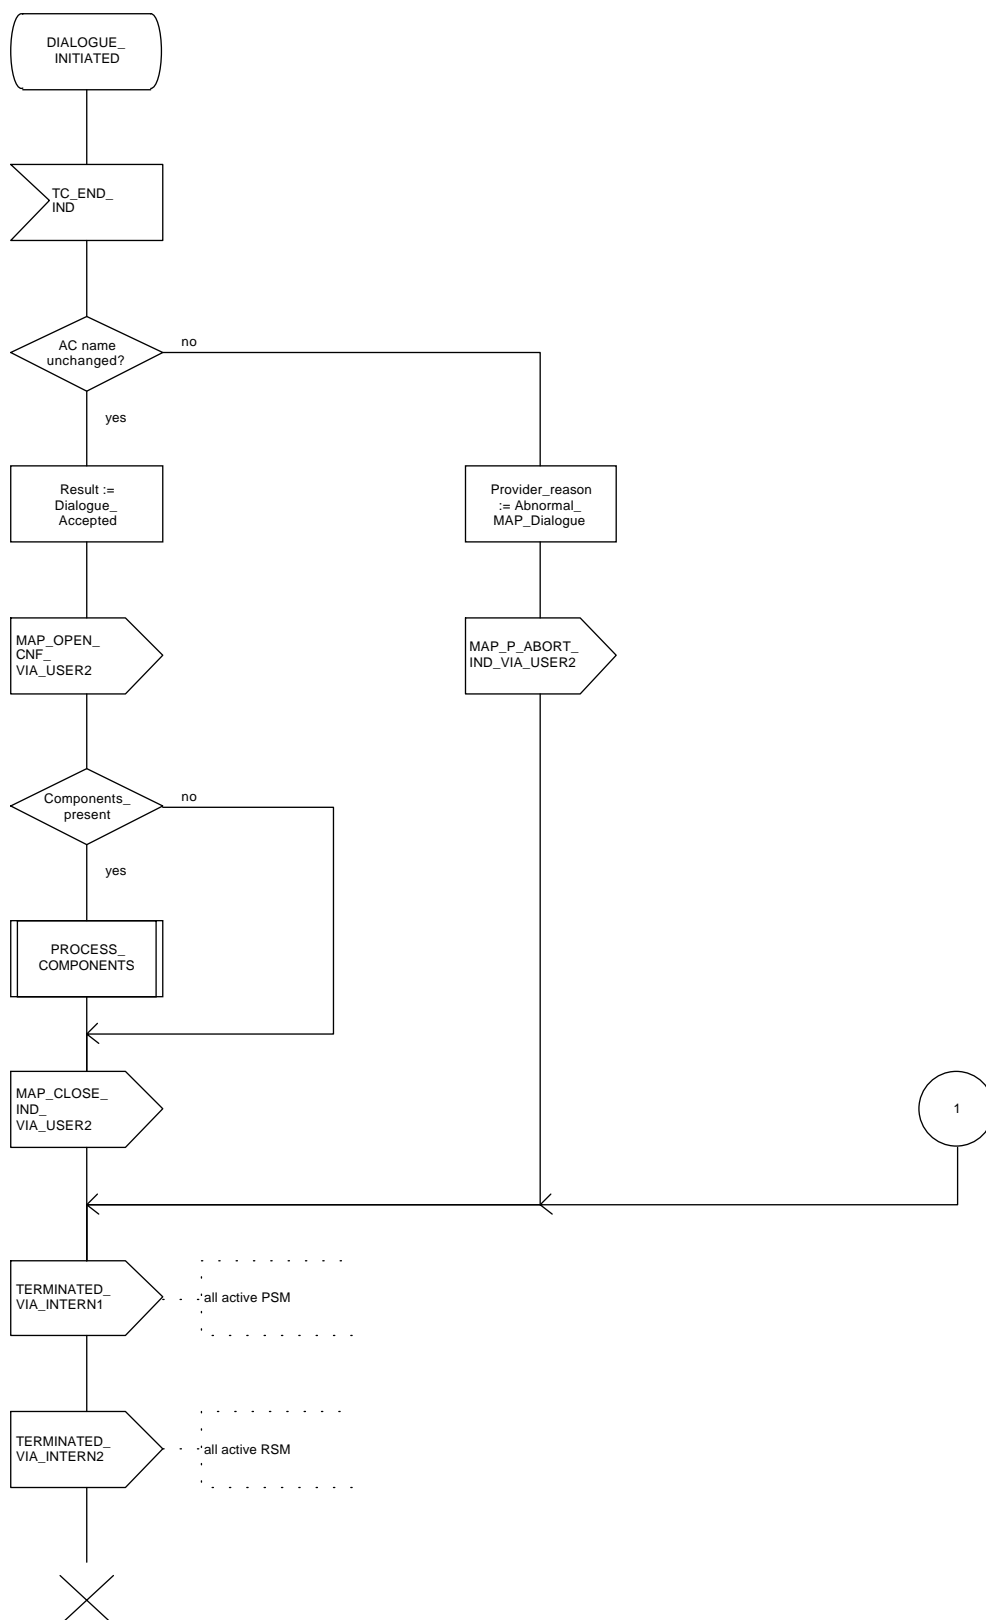 DIALOGUE_
INITIATED
TC_END_
IND
AC name
unchanged?
no
yes
Result :=
Dialogue_
Accepted
Provider_reason
:= Abnormal_
MAP_Dialogue
MAP_OPEN_
CNF_
VIA_USER2
MAP_P_ABORT_
IND_VIA_USER2
Components_
present
no
yes
PROCESS_
COMPONENTS
MAP_CLOSE_
IND_
VIA_USER2
1
TERMINATED_
VIA_INTERN1
all active PSM
TERMINATED_
VIA_INTERN2
all active RSM